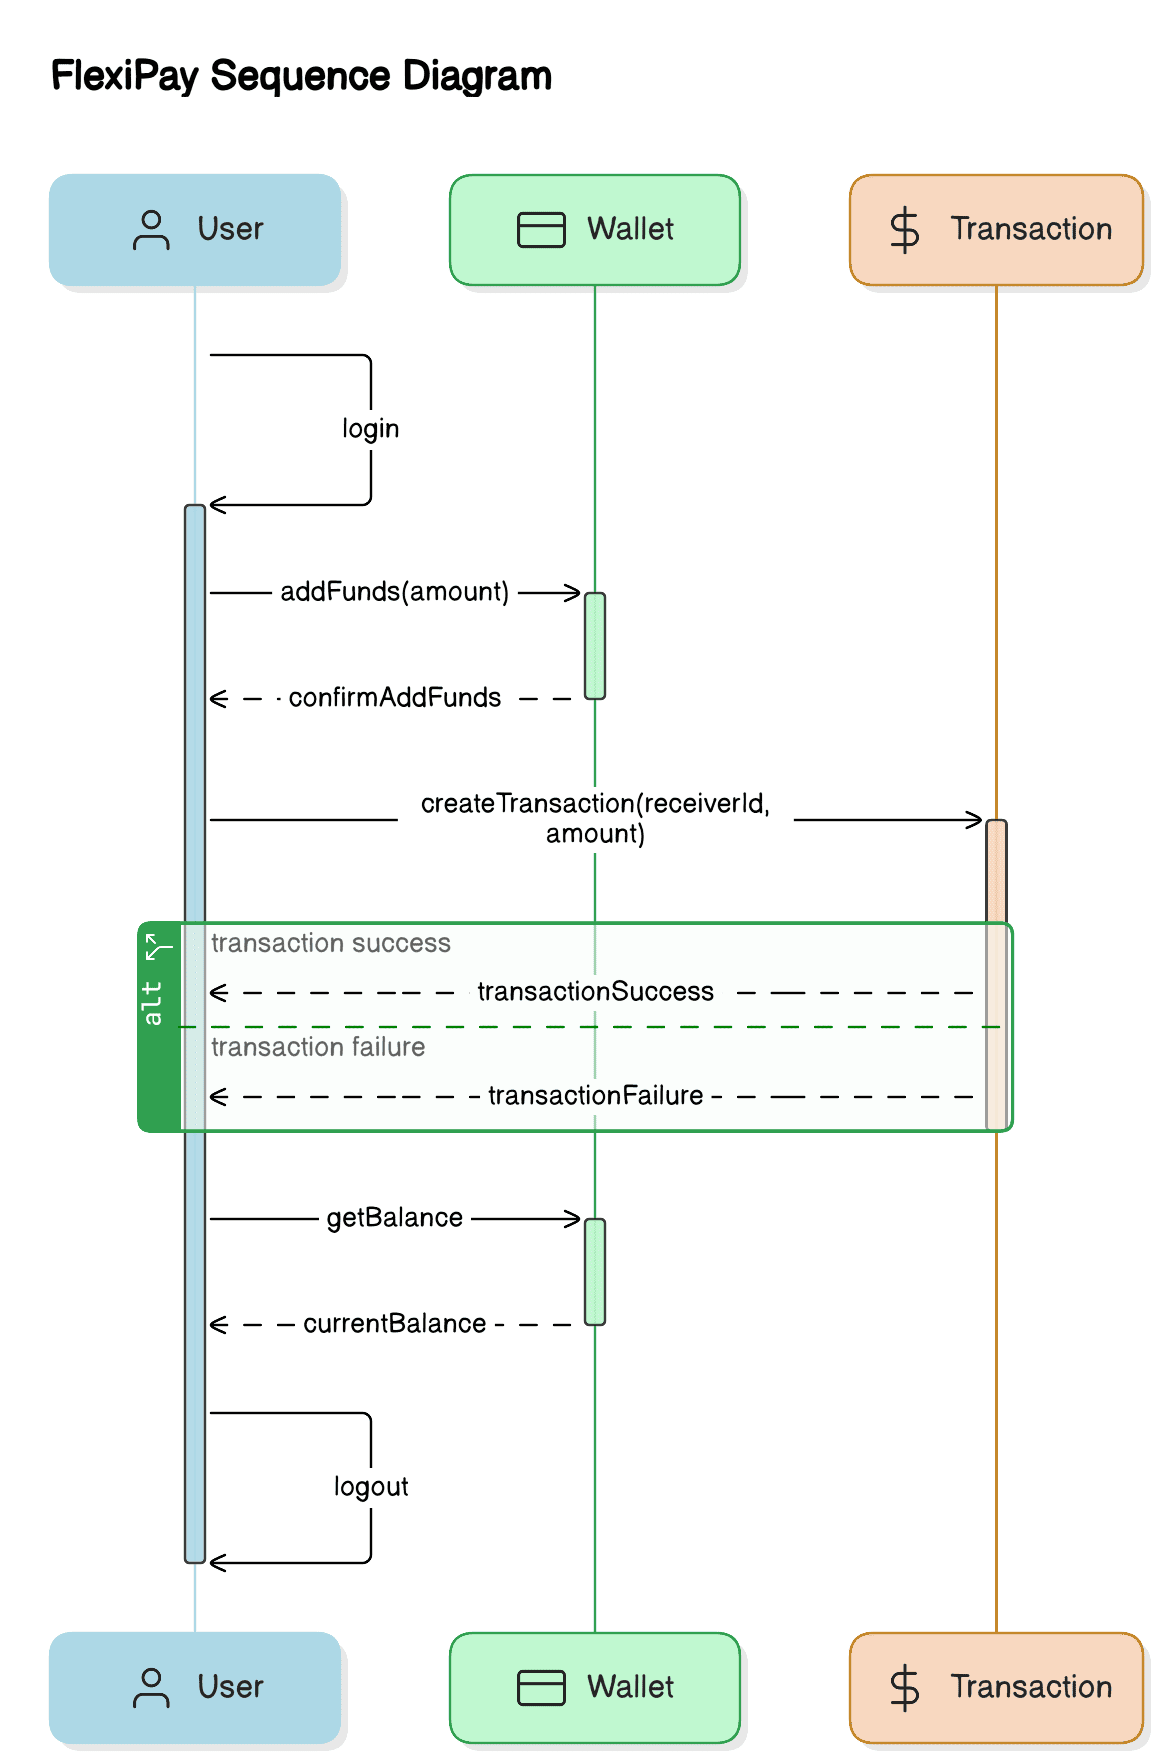 FlexiPay Sequence Diagram
User
Wallet
Transaction
login
addFunds(amount)
confirmAddFunds
createTransaction(receiverId,
amount)
alt
transaction success
transactionSuccess
transaction failure
transactionFailure
getBalance
currentBalance
logout
User
Wallet
Transaction